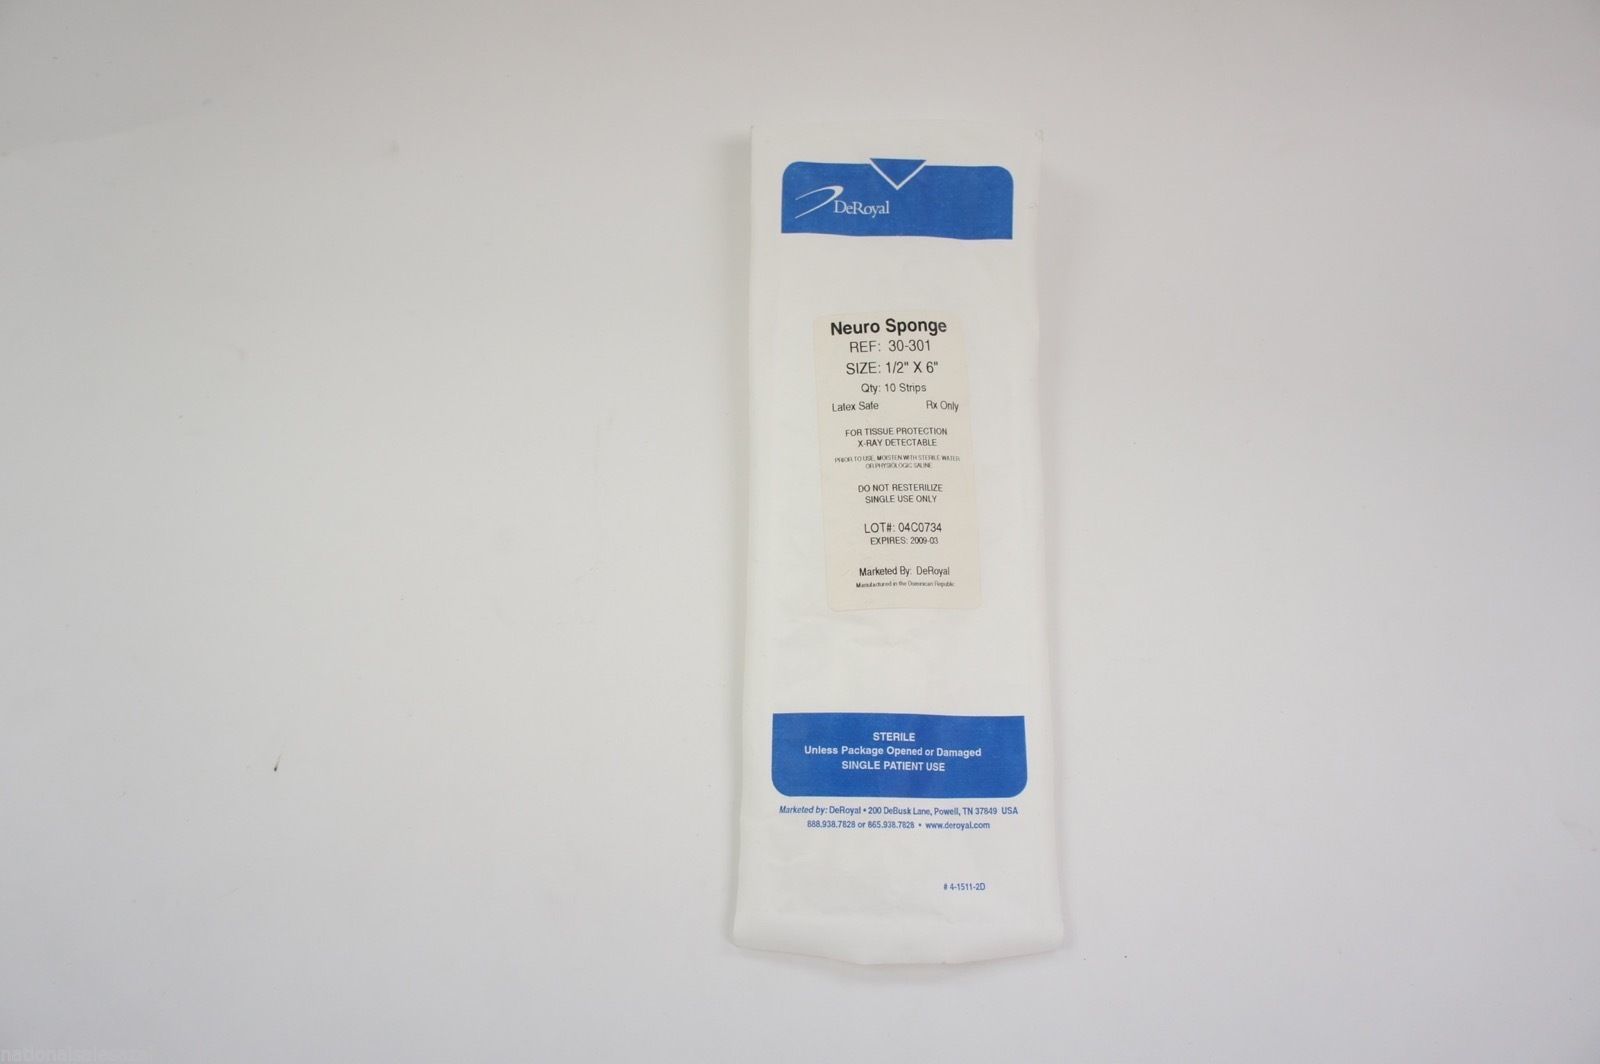 DeRoyal
Neuro Sponge
REF: 30-301
SIZE: 1/2" X 6"
Qty: 10 Strips
Latex Safe Rx Only
FOR TISSUE PROTECTION
X-RAY DETECTABLE
PRIOR TO USE, MOISTEN WITH STERILE WATER
OR PHYSIOLOGIC SALINE
DO NOT RESTERILIZE
SINGLE USE ONLY
LOT#: 04C0734
EXPIRES: 2009-03
Marketed By: DeRoyal
Manufactured in the Dominican Republic
STERILE
Unless Package Opened or Damaged
SINGLE PATIENT USE
Marketed by: DeRoyal • 200 DeBusk Lane, Powell, TN 37849 USA
888.938.7828 or 865.938.7828 • www.deroyal.com
# 4-1511-2D